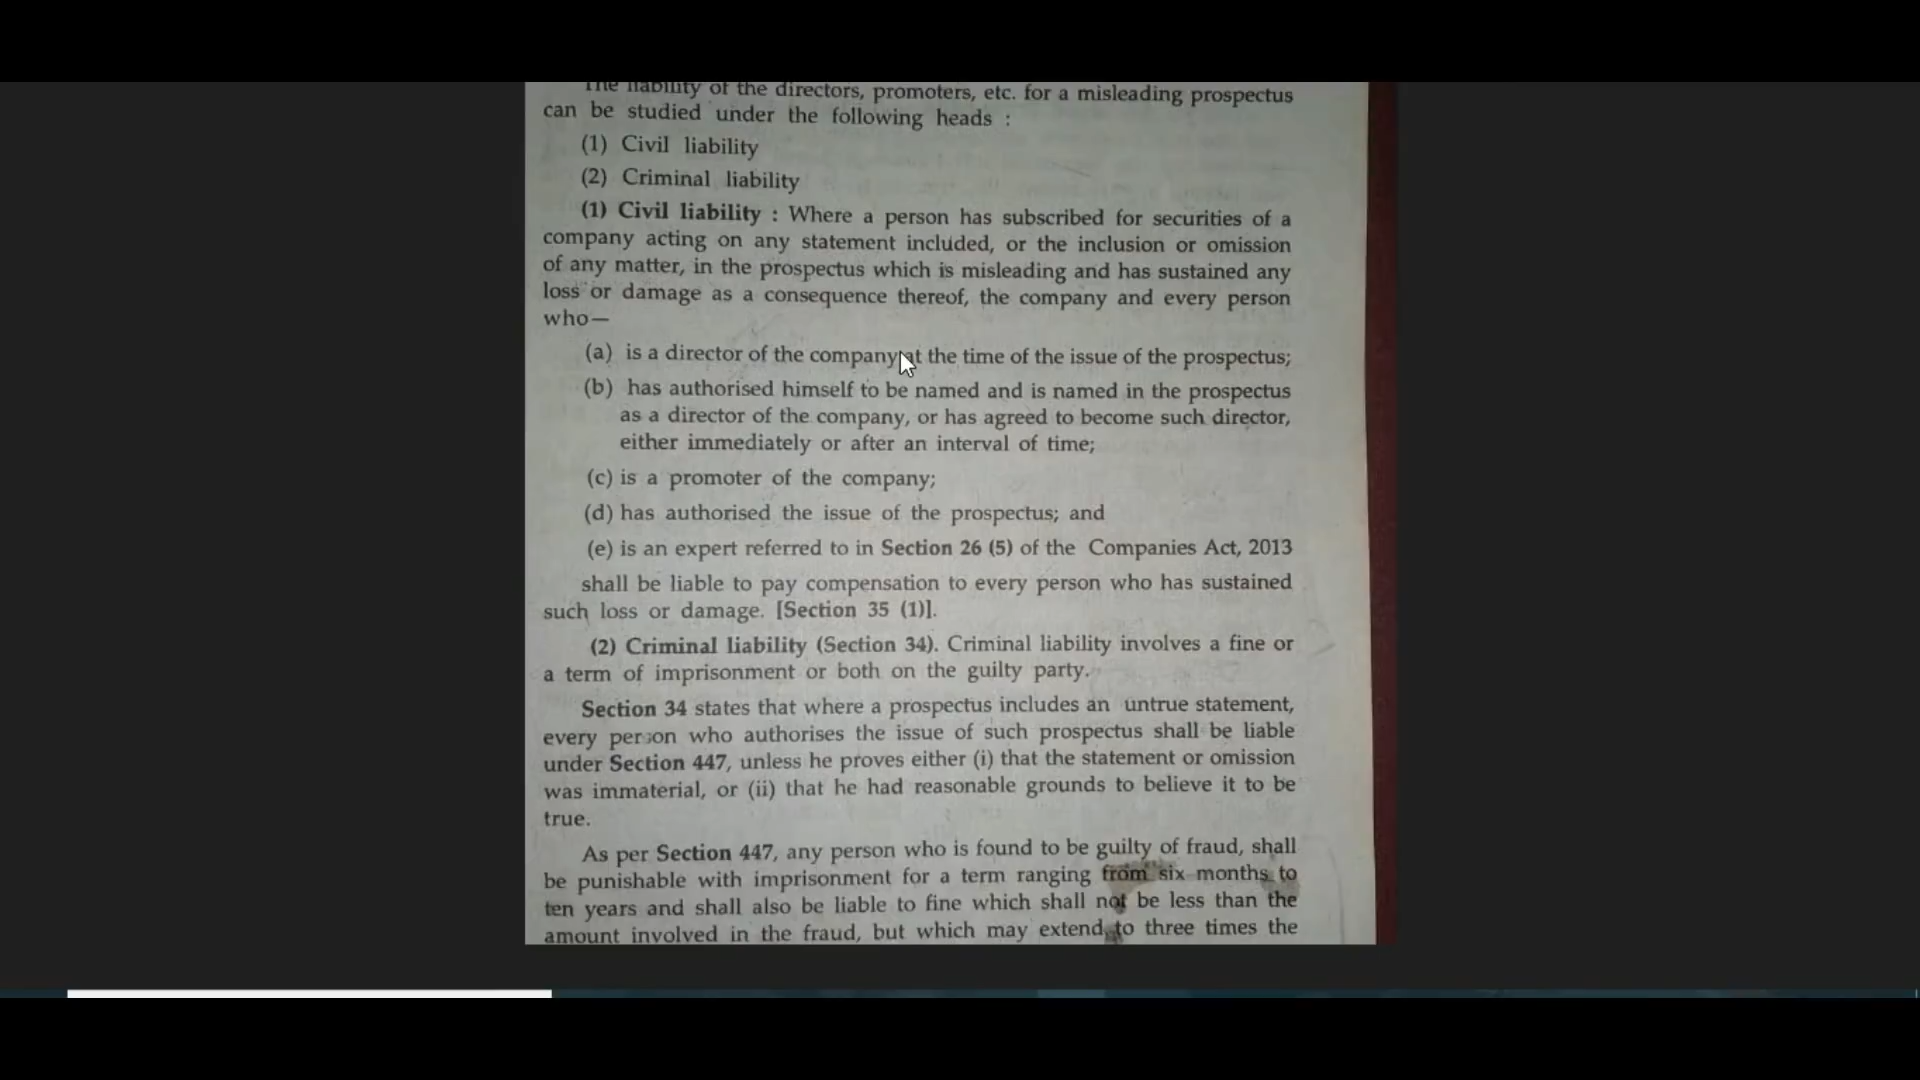 The liability of the directors, promoters, etc. for a misleading prospectus
can be studied under the following heads :
(1) Civil liability
(2) Criminal liability
(1) Civil liability : Where a person has subscribed for securities of a
company acting on any statement included, or the inclusion or omission
of any matter, in the prospectus which is misleading and has sustained any
loss or damage as a consequence thereof, the company and every person
who—
(a) is a director of the company at the time of the issue of the prospectus;
(b) has authorised himself to be named and is named in the prospectus
as a director of the company, or has agreed to become such director,
either immediately or after an interval of time;
(c) is a promoter of the company;
(d) has authorised the issue of the prospectus; and
(e) is an expert referred to in Section 26 (5) of the Companies Act, 2013
shall be liable to pay compensation to every person who has sustained
such loss or damage. [Section 35 (1)].
(2) Criminal liability (Section 34). Criminal liability involves a fine or
a term of imprisonment or both on the guilty party.
Section 34 states that where a prospectus includes an untrue statement,
every person who authorises the issue of such prospectus shall be liable
under Section 447, unless he proves either (i) that the statement or omission
was immaterial, or (ii) that he had reasonable grounds to believe it to be
true.
As per Section 447, any person who is found to be guilty of fraud, shall
be punishable with imprisonment for a term ranging from six months to
ten years and shall also be liable to fine which shall not be less than the
amount involved in the fraud, but which may extend to three times the